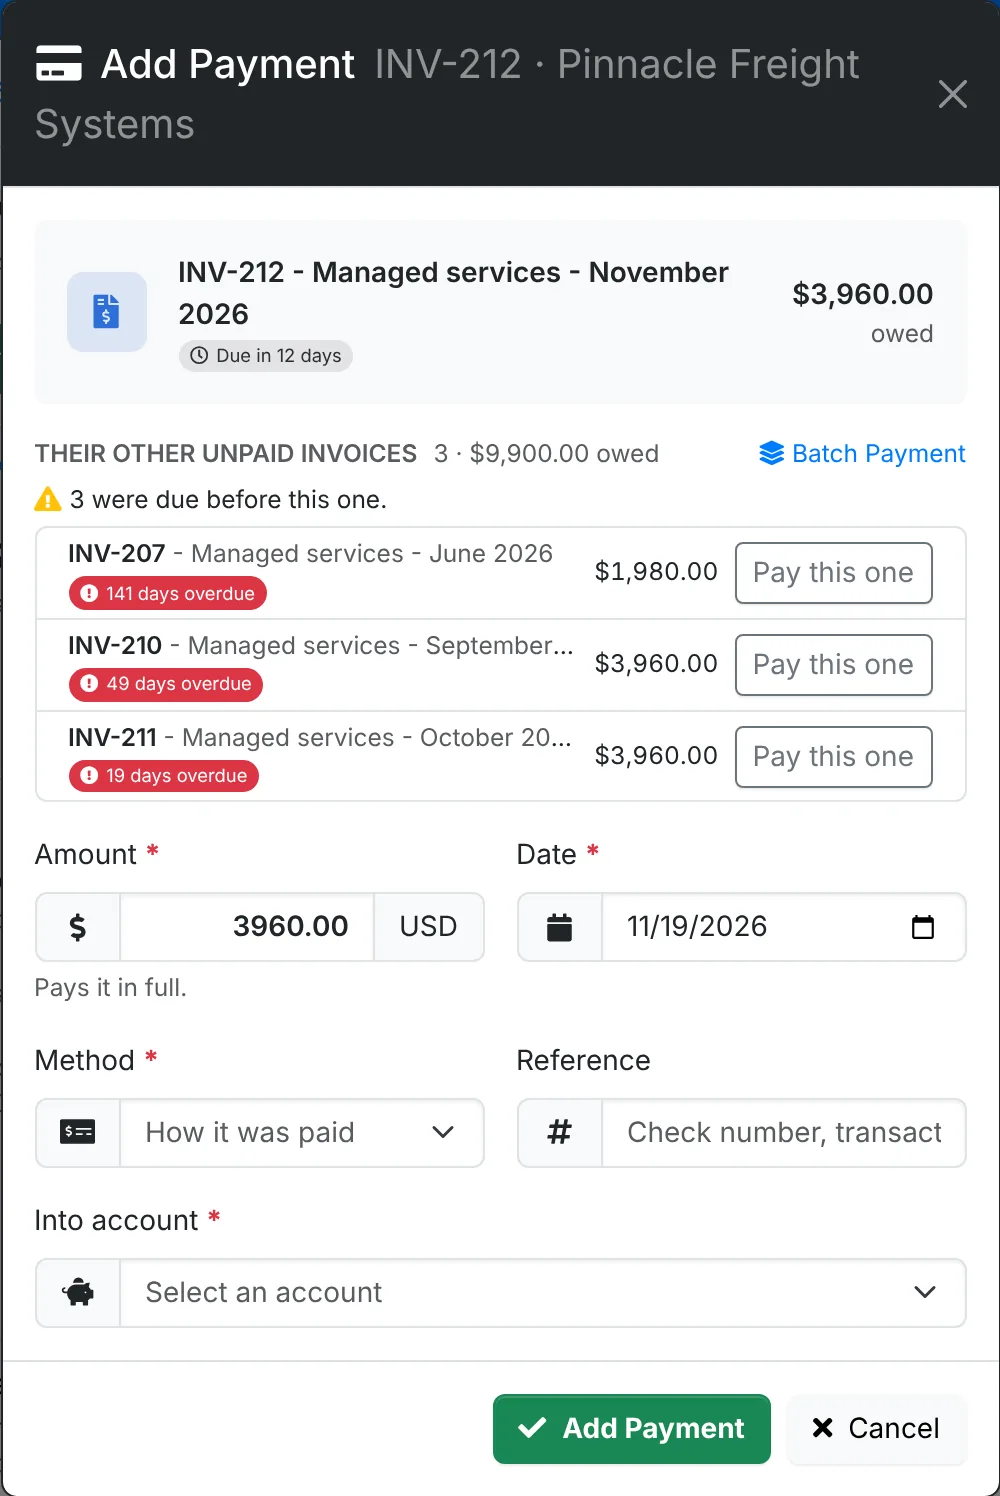 Add Payment INV-212 · Pinnacle Freight
Systems
INV-212 - Managed services - November
2026
Due in 12 days
$3,960.00
owed
THEIR OTHER UNPAID INVOICES 3 · $9,900.00 owed
Batch Payment
3 were due before this one.
INV-207 - Managed services - June 2026
141 days overdue
$1,980.00
Pay this one
INV-210 - Managed services - September...
49 days overdue
$3,960.00
Pay this one
INV-211 - Managed services - October 20...
19 days overdue
$3,960.00
Pay this one
Amount *
$ 3960.00 USD
Pays it in full.
Date *
11/19/2026
Method *
How it was paid
Reference
# Check number, transact
Into account *
Select an account
Add Payment
Cancel